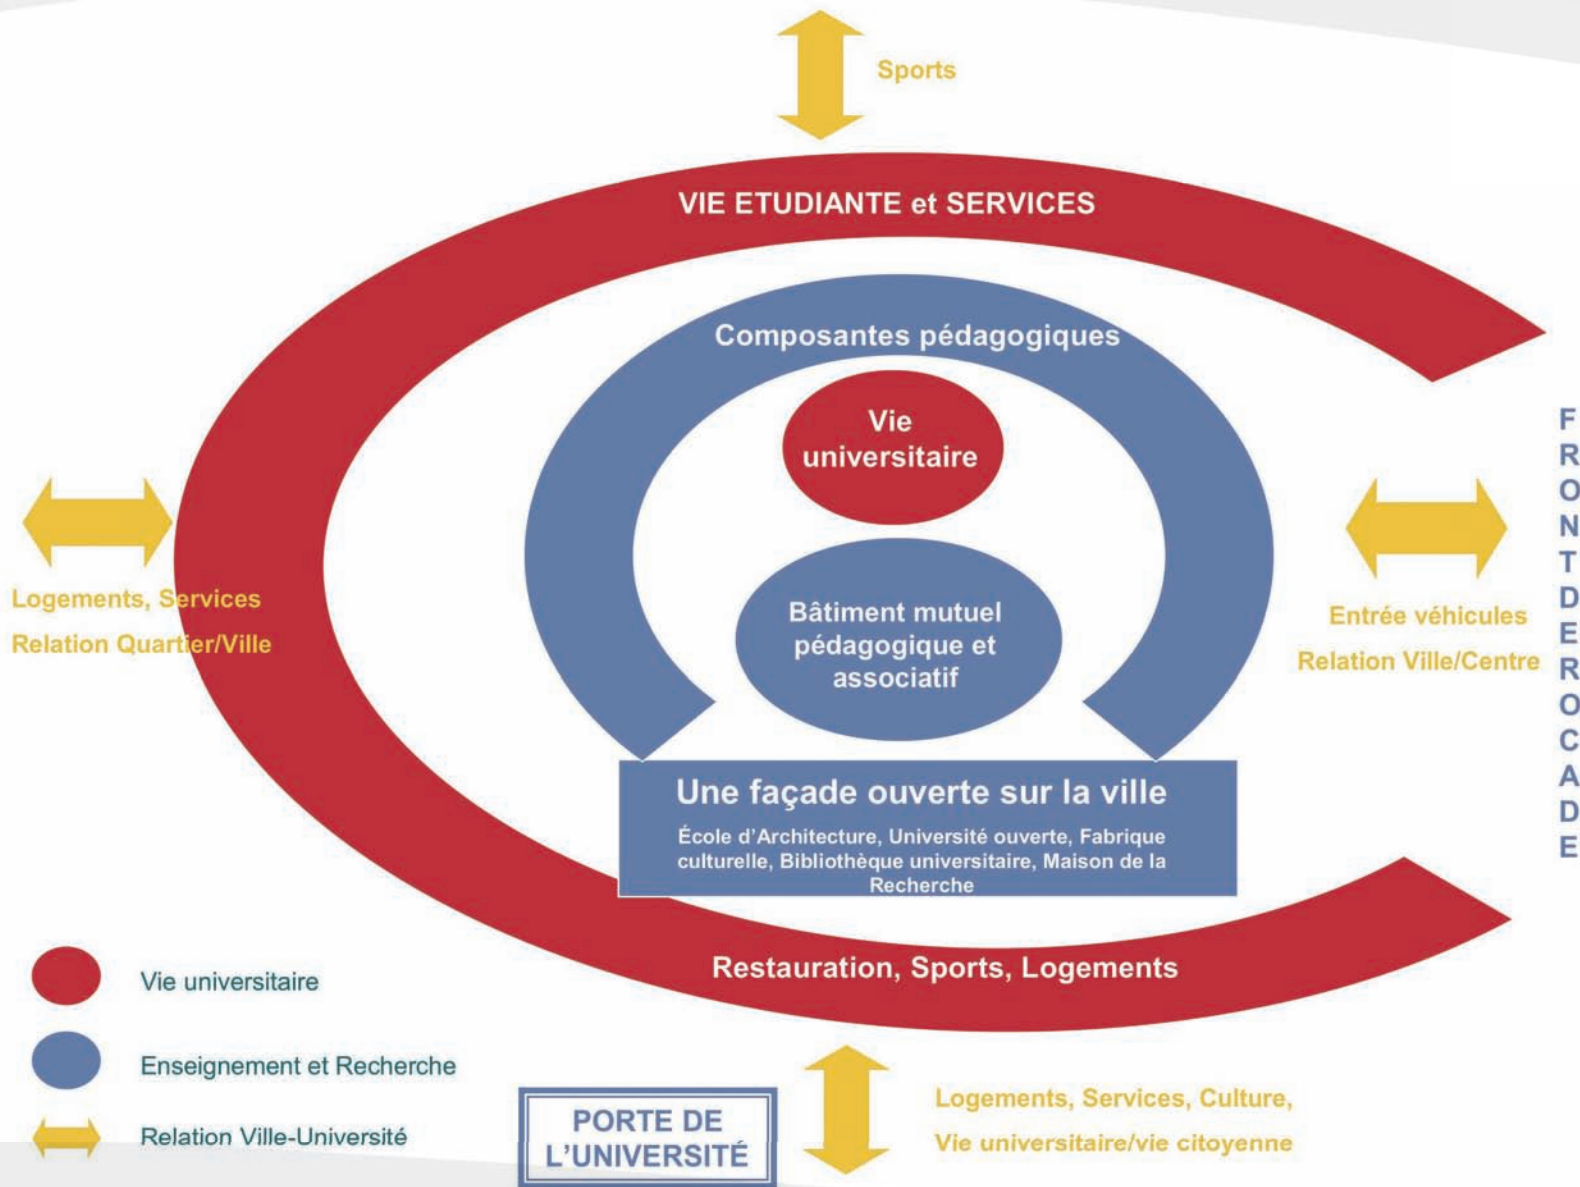 Sports
VIE ETUDIANTE et SERVICES
Composantes pédagogiques
Vie
universitaire
Bâtiment mutuel
pédagogique et
associatif
Logements, Services
Relation Quartier/Ville
Entrée véhicules
Relation Ville/Centre
FRONTDEROCADE
Une façade ouverte sur la ville
École d'Architecture, Université ouverte, Fabrique
culturelle, Bibliothèque universitaire, Maison de la
Recherche
Restauration, Sports, Logements
Vie universitaire
Enseignement et Recherche
Relation Ville-Université
PORTE DE
L'UNIVERSITÉ
Logements, Services, Culture,
Vie universitaire/vie citoyenne